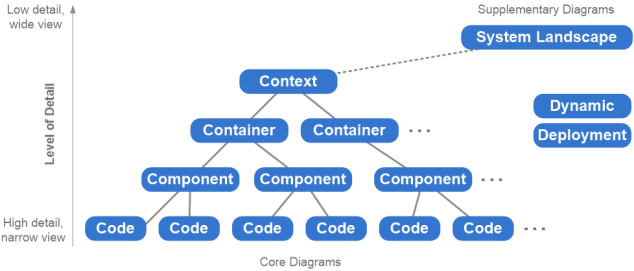 Low detail,
wide view
Supplementary Diagrams
System Landscape
Context
Dynamic
Container
Container
...
Deployment
Level of Detail
Component
Component
Component
...
High detail,
narrow view
Code
Code
Code
Code
Code
Code
...
Core Diagrams